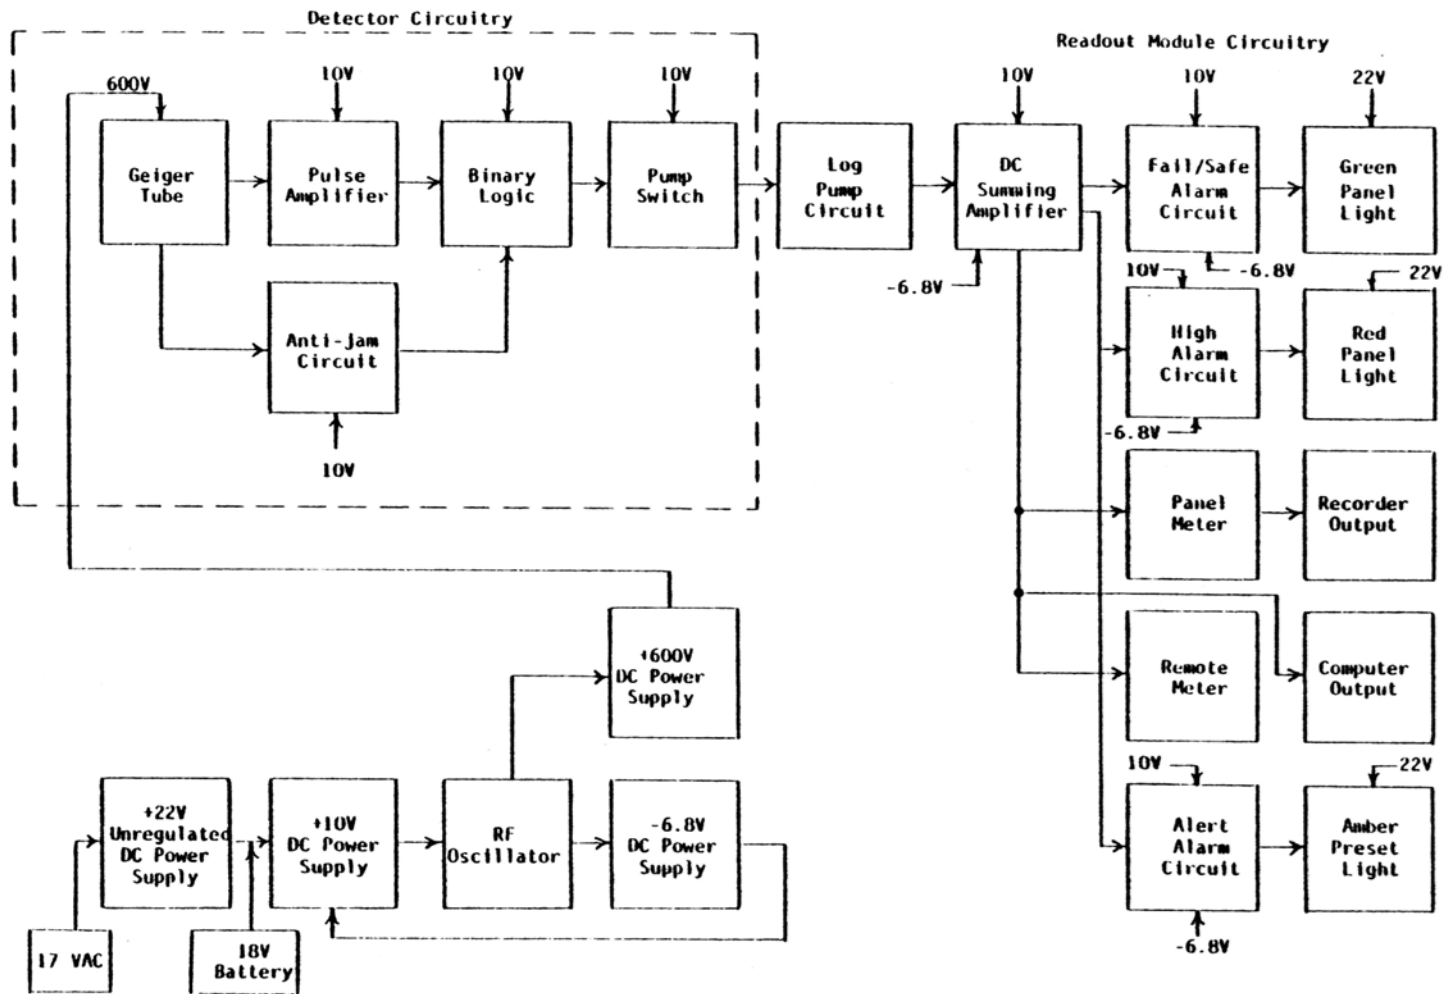 Detector Circuitry
Readout Module Circuitry
600V
10V
10V
10V
10V
10V
22V
Geiger
Tube
Pulse
Amplifier
Binary
Logic
Pump
Switch
Log
Pump
Circuit
DC
Summing
Amplifier
Fail/Safe
Alarm
Circuit
Green
Panel
Light
-6.8V
-6.8V
10V
22V
Anti-Jam
Circuit
10V
High
Alarm
Circuit
Red
Panel
Light
-6.8V
Panel
Meter
Recorder
Output
+600V
DC Power
Supply
Remote
Meter
Computer
Output
10V
22V
+22V
Unregulated
DC Power
Supply
+10V
DC Power
Supply
RF
Oscillator
-6.8V
DC Power
Supply
Alert
Alarm
Circuit
Amber
Preset
Light
-6.8V
17 VAC
18V
Battery